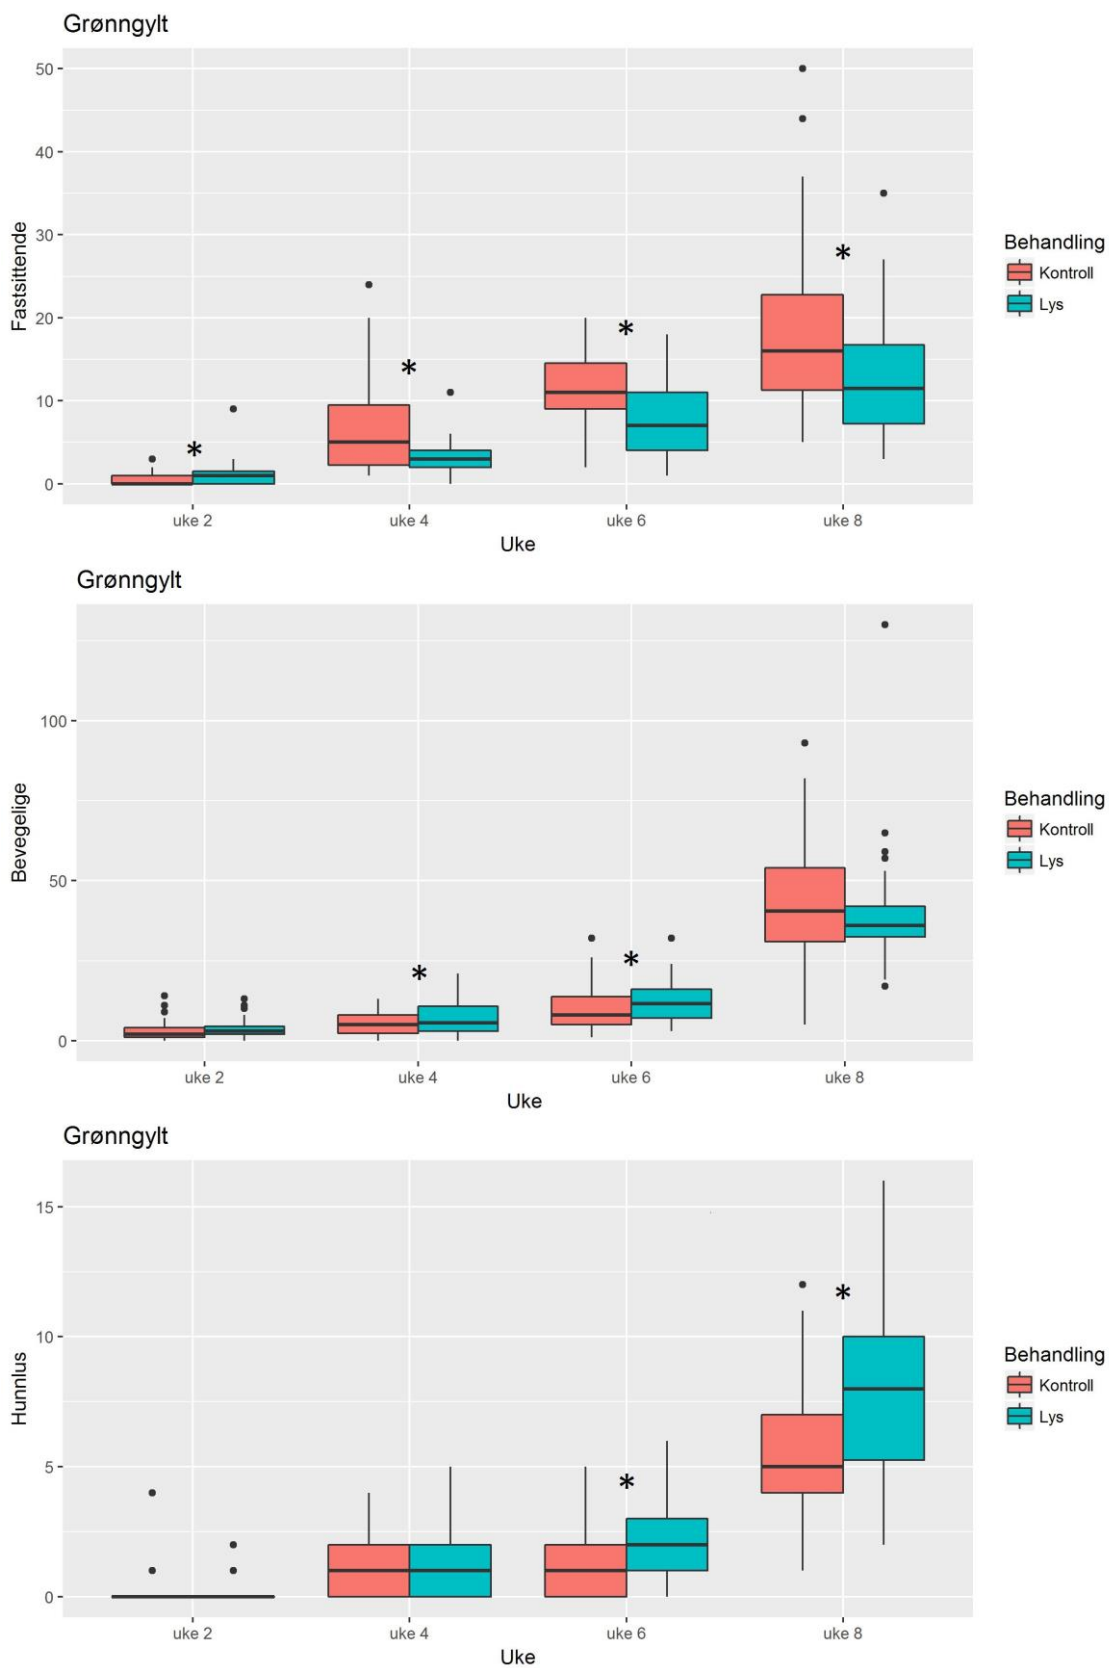 Grønngylt
50
40
30
20
10
0
Fastsittende
*
*
*
*
uke 2
uke 4
uke 6
uke 8
Uke
Behandling
Kontroll
Lys
Grønngylt
100
50
0
Bevegelige
*
*
uke 2
uke 4
uke 6
uke 8
Uke
Behandling
Kontroll
Lys
Grønngylt
15
10
5
0
Hunnlus
*
*
uke 2
uke 4
uke 6
uke 8
Uke
Behandling
Kontroll
Lys